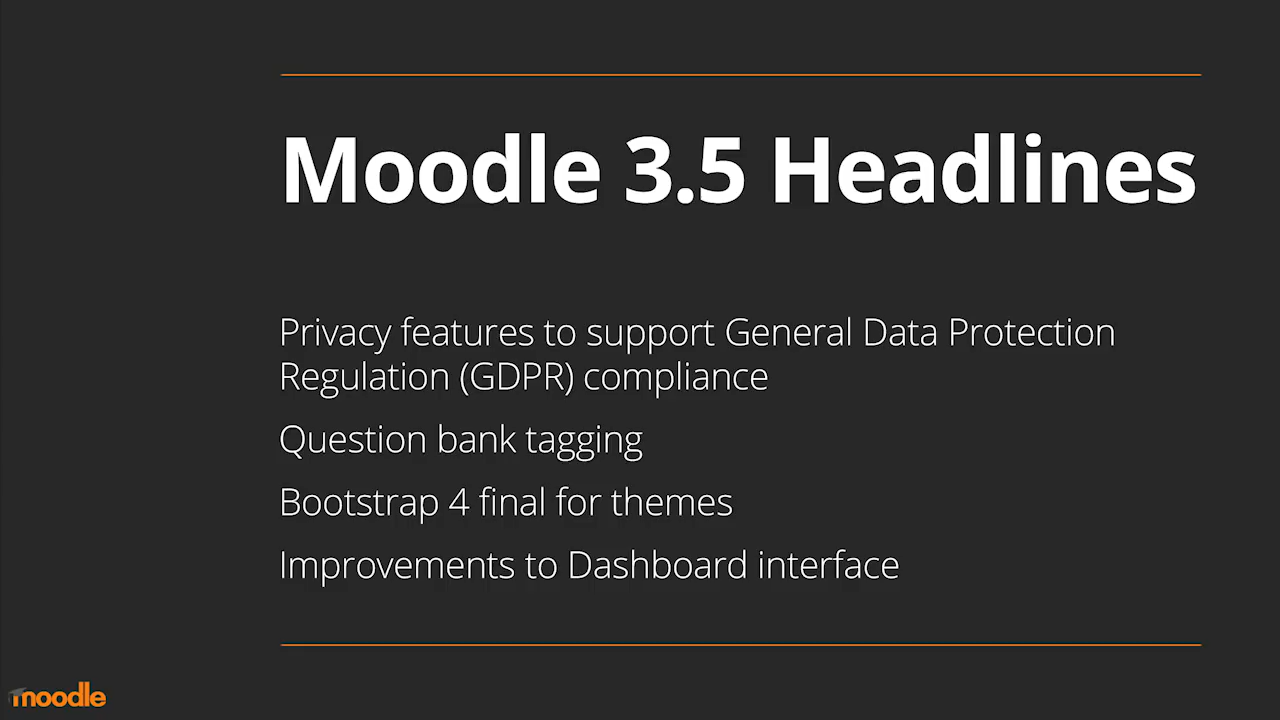 Moodle 3.5 Headlines
Privacy features to support General Data Protection
Regulation (GDPR) compliance
Question bank tagging
Bootstrap 4 final for themes
Improvements to Dashboard interface
moodle